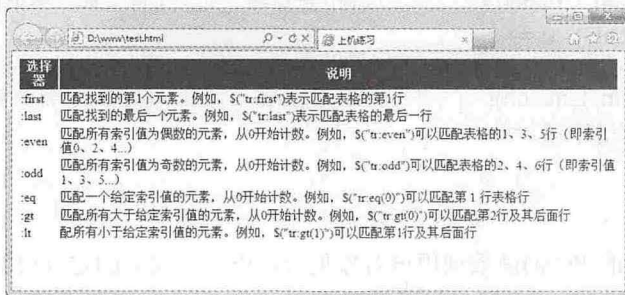 D:\www\test.html
上机练习
选择器
说明
:first 匹配找到的第1个元素。例如，$("tr:first")表示匹配表格的第1行
:last 匹配找到的最后一个元素。例如，$("tr:last")表示匹配表格的最后一行
:even 匹配所有索引值为偶数的元素，从0开始计数。例如，$("tr:even")可以匹配表格的1、3、5行（即索引
值0、2、4...）
:odd 匹配所有索引值为奇数的元素，从0开始计数。例如，$("tr:odd")可以匹配表格的2、4、6行（即索引值
1、3、5...）
:eq 匹配一个给定索引值的元素，从0开始计数。例如，$("tr:eq(0)")可以匹配第 1 行表格行
:gt 匹配所有大于给定索引值的元素。例如，$("tr:gt(0)")可以匹配第2行及其后面行
:lt 配所有小于给定索引值的元素。例如，$("tr:gt(1)")可以匹配第1行及其后面行